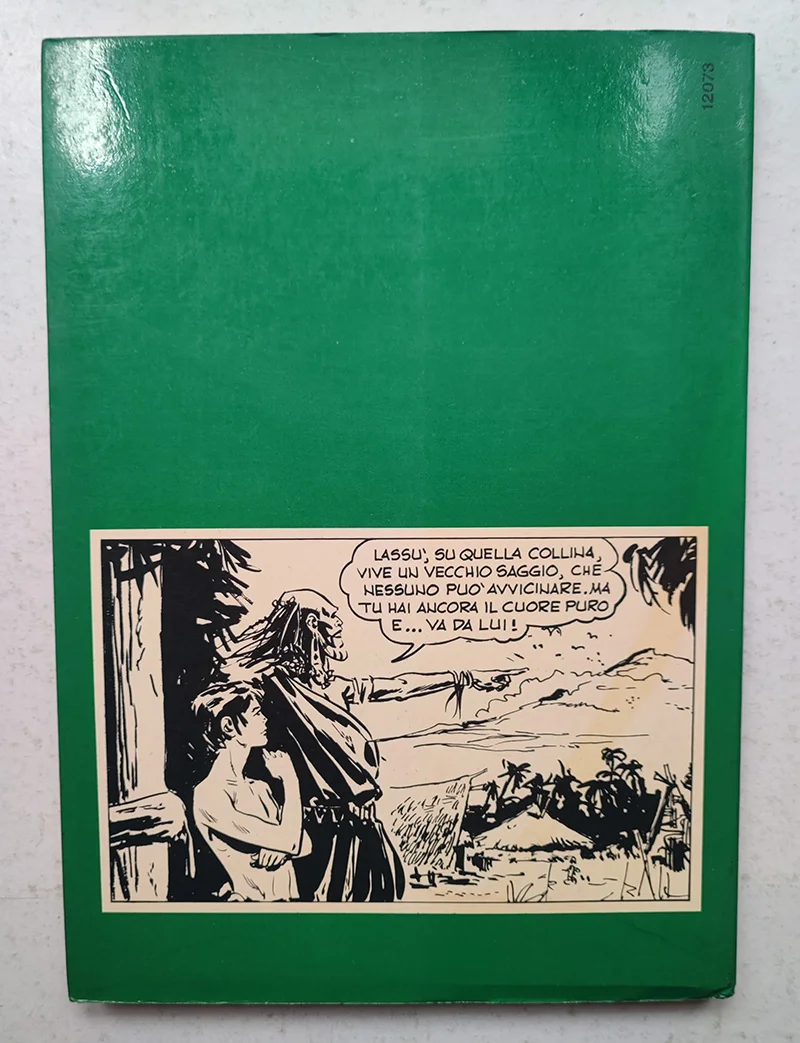 12073
LASSU', SU QUELLA COLLINA,
VIVE UN VECCHIO SAGGIO, CHE
NESSUNO PUO' AVVICINARE. MA
TU HAI ANCORA IL CUORE PURO
E... VA DA LUI!